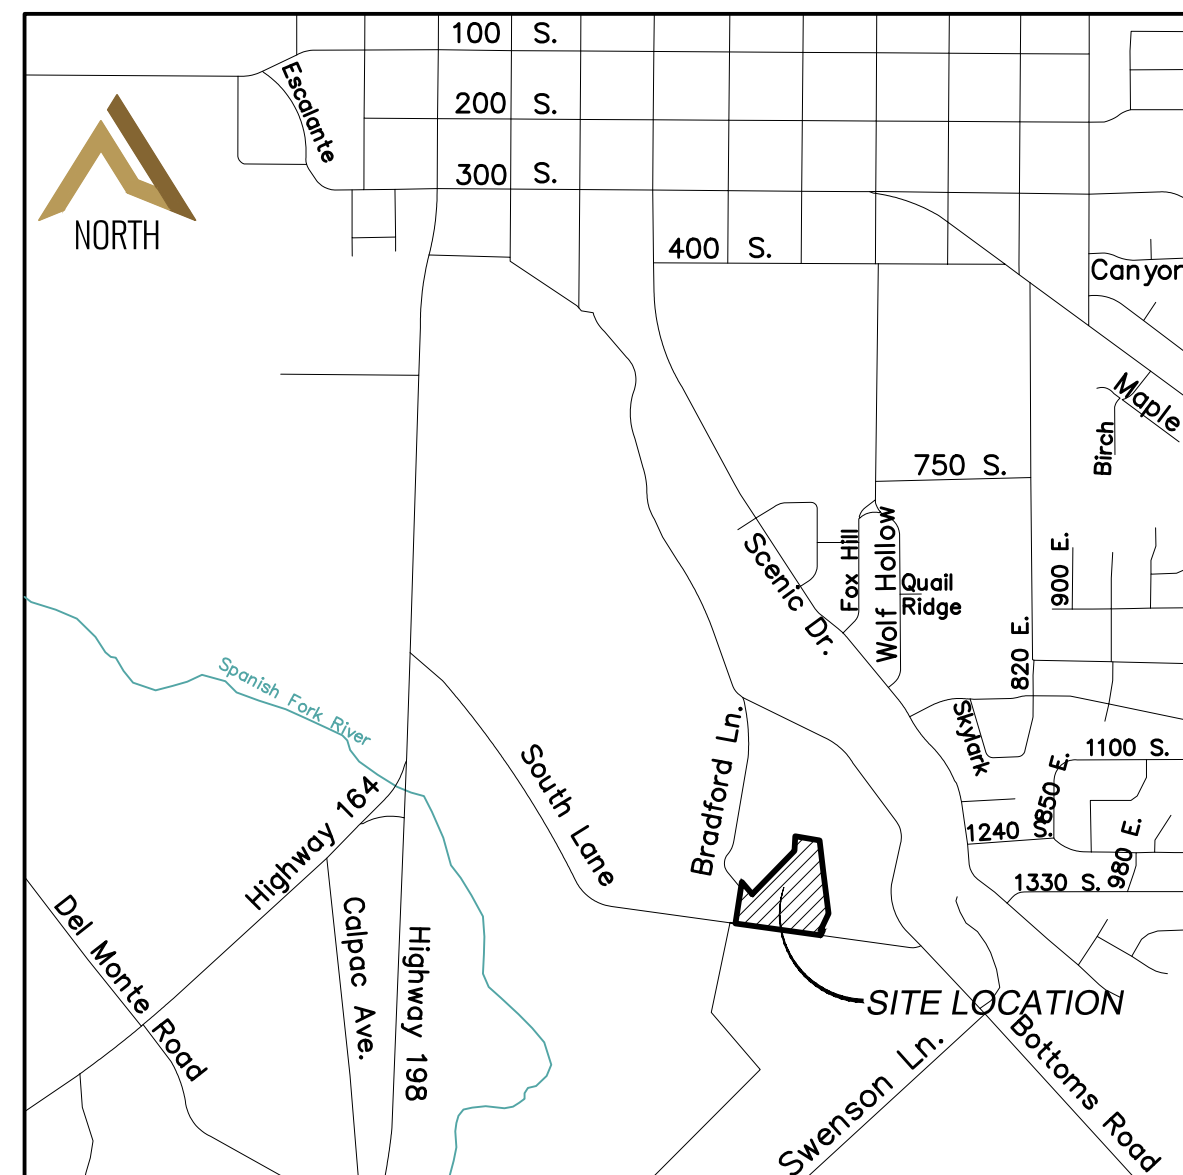 100 S.
Escalante
200 S.
300 S.
NORTH
400 S.
Canyon
Maple
Birch
750 S.
Scenic Dr.
Fox Hill
Wolf Hollow
Quail
Ridge
900 E.
820 E.
Spanish Fork River
Skylark
Bradford Ln.
1100 S.
850 E.
South Lane
Highway 164
1240 S.
980 E.
1330 S.
Del Monte Road
Calpac Ave.
Highway 198
SITE LOCATION
Swenson Ln.
Bottoms Road